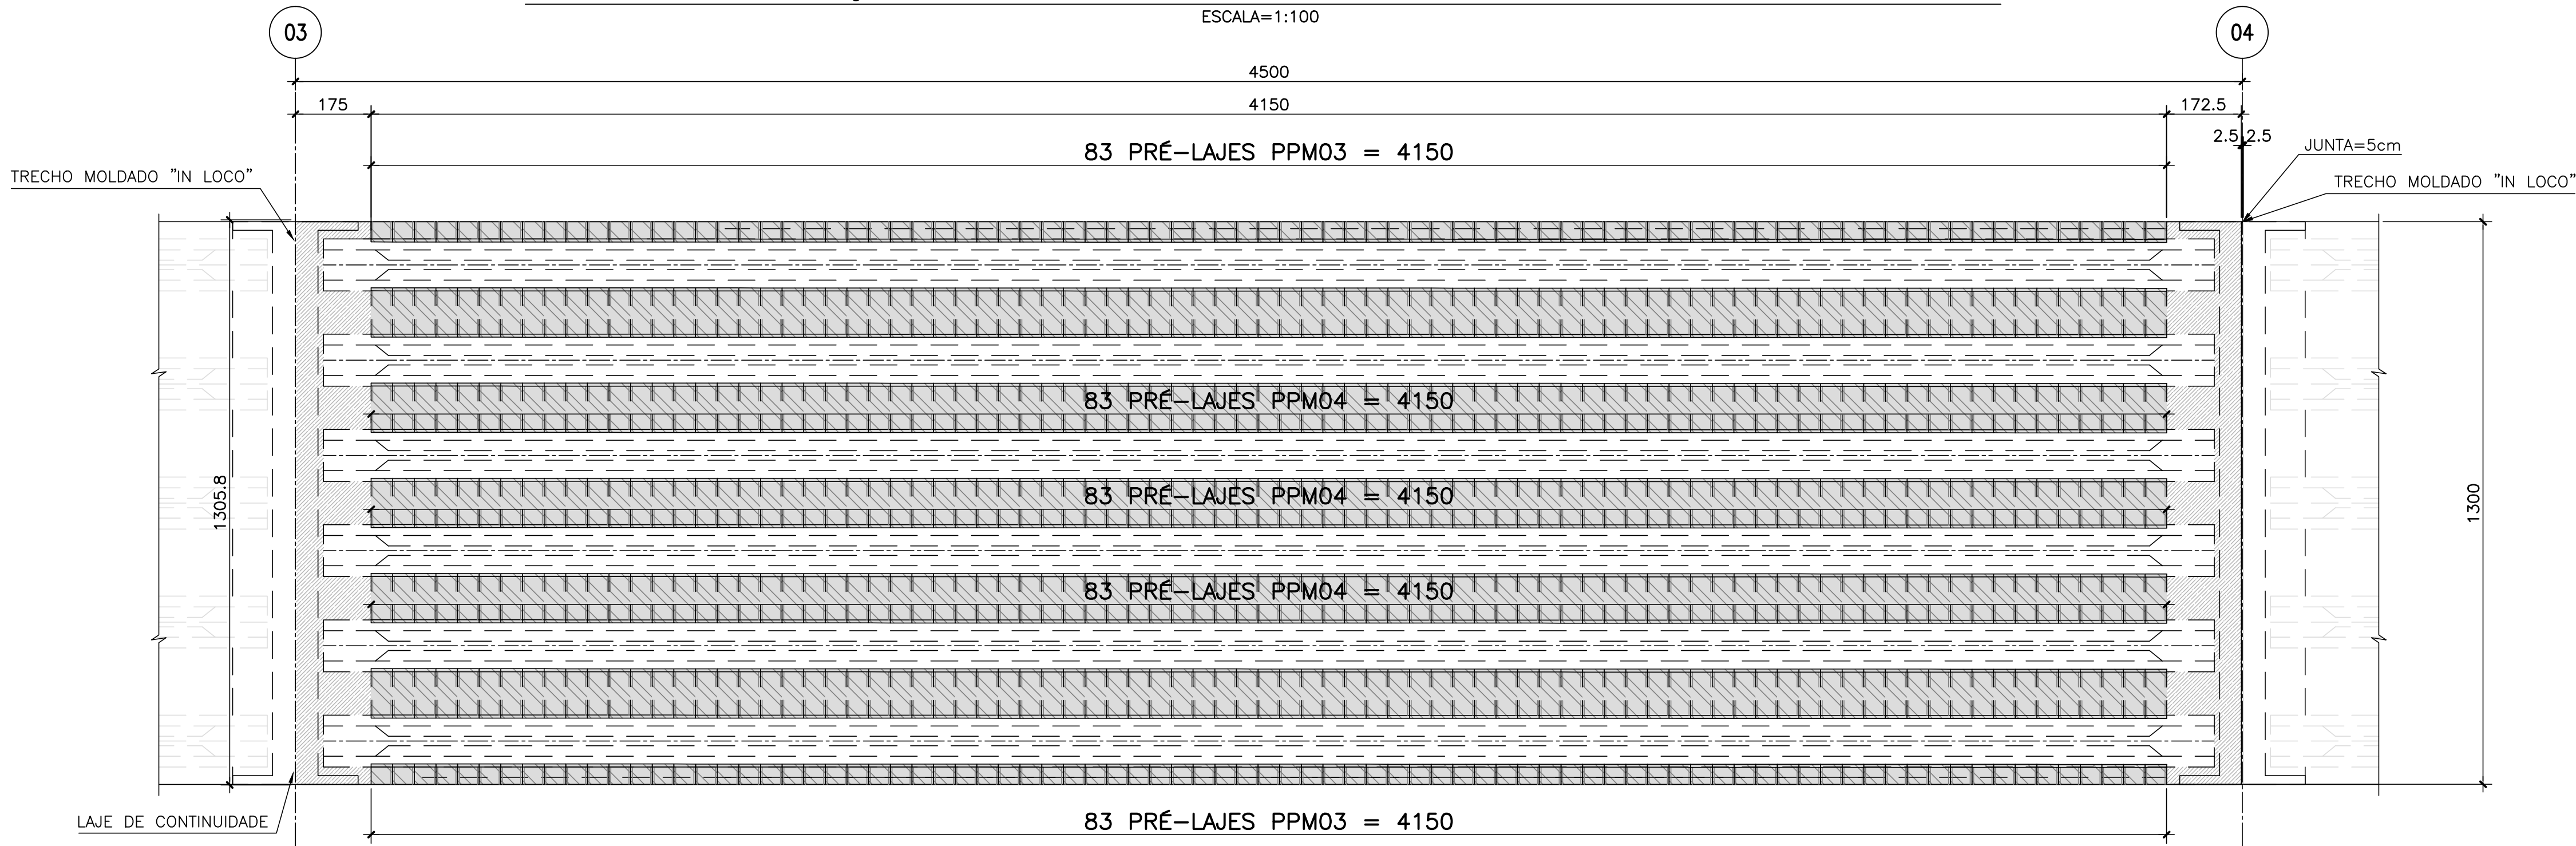 ESCALA=1:100
03
04
4500
175
4150
172.5
2.5
2.5
83 PRÉ-LAJES PPM03 = 4150
JUNTA=5cm
TRECHO MOLDADO "IN LOCO"
TRECHO MOLDADO "IN LOCO"
83 PRÉ-LAJES PPM04 = 4150
83 PRÉ-LAJES PPM04 = 4150
1305.8
1300
83 PRÉ-LAJES PPM04 = 4150
LAJE DE CONTINUIDADE
83 PRÉ-LAJES PPM03 = 4150